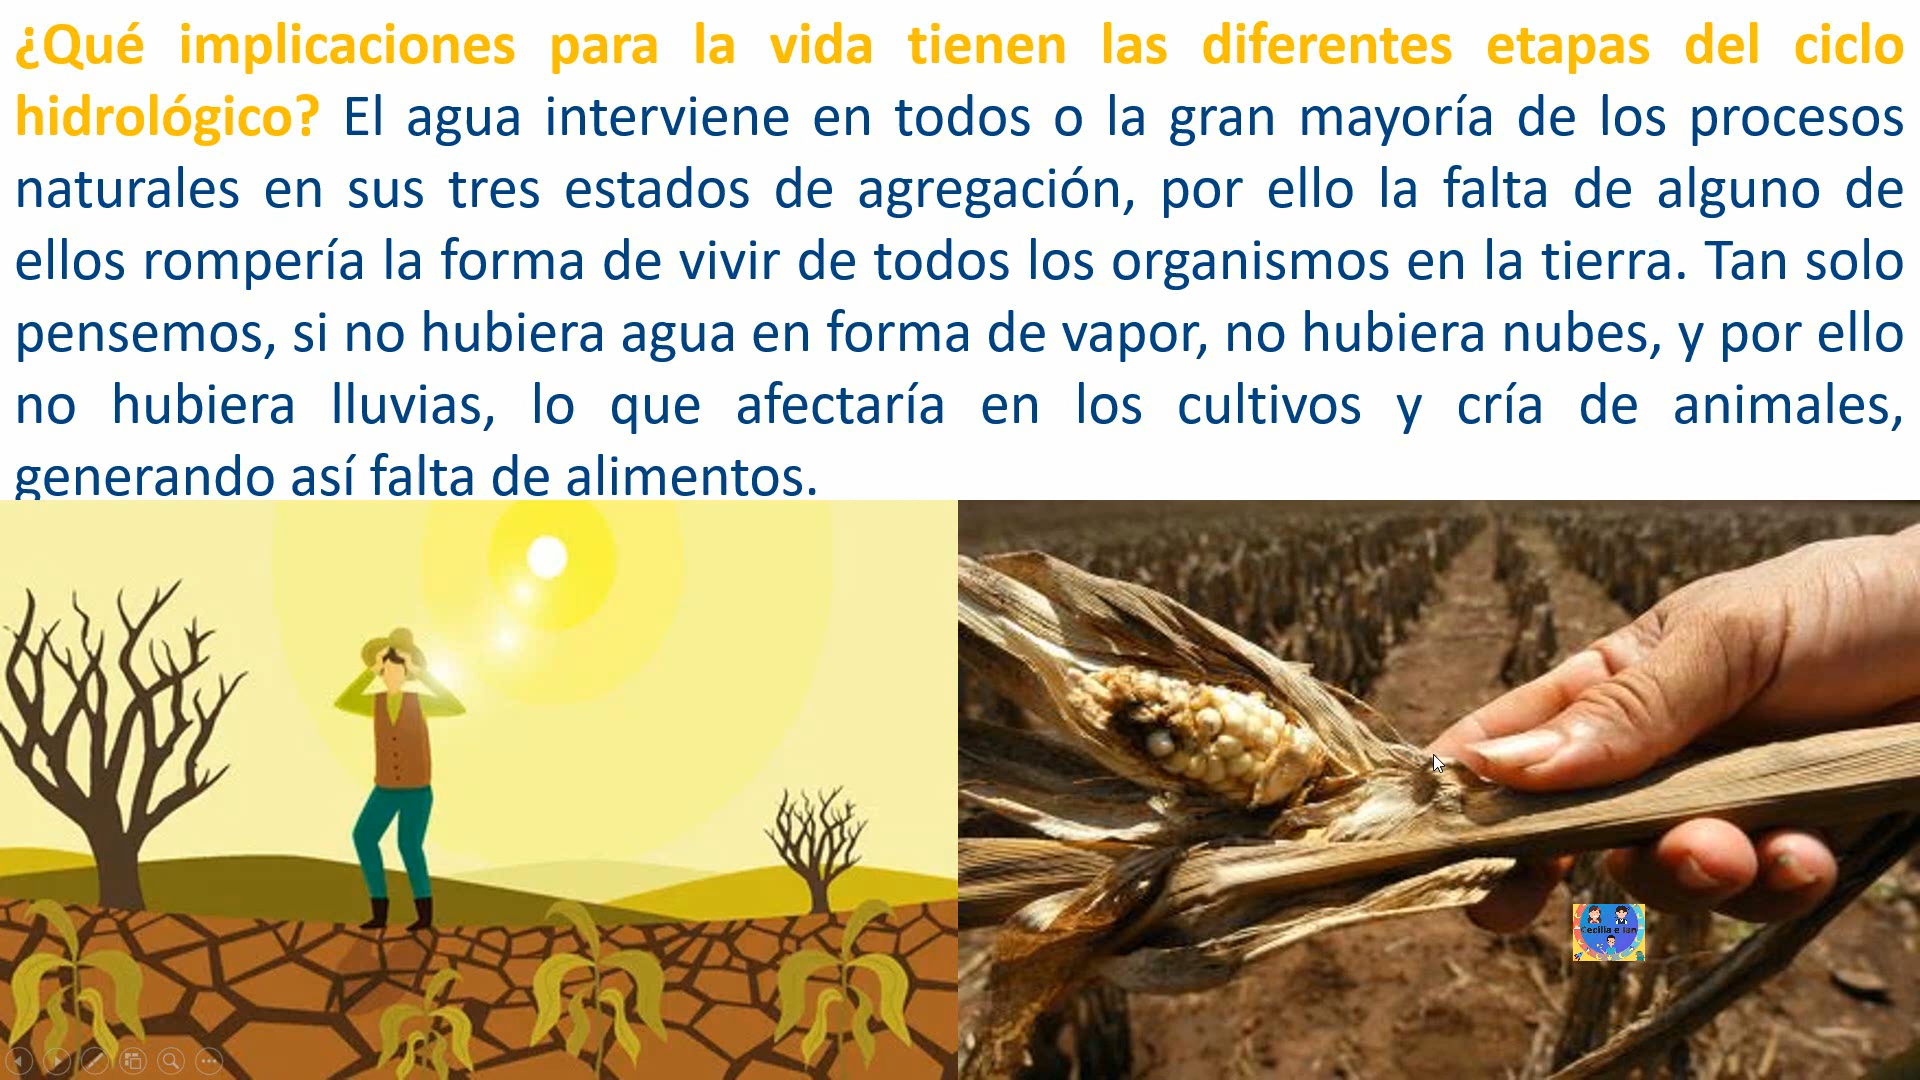 ¿Qué implicaciones para la vida tienen las diferentes etapas del ciclo
hidrológico? El agua interviene en todos o la gran mayoría de los procesos
naturales en sus tres estados de agregación, por ello la falta de alguno de
ellos rompería la forma de vivir de todos los organismos en la tierra. Tan solo
pensemos, si no hubiera agua en forma de vapor, no hubiera nubes, y por ello
no hubiera lluvias, lo que afectaría en los cultivos y cría de animales,
generando así falta de alimentos.
Cecilia e Ian